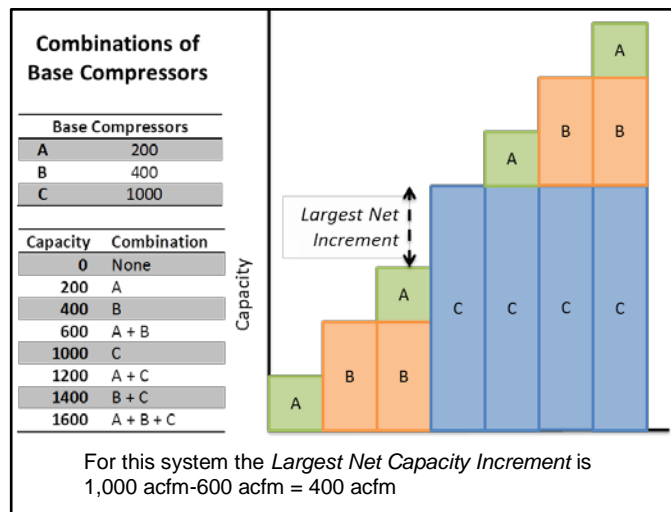 Combinations of
Base Compressors
Base Compressors
A 200
B 400
C 1000
Capacity Combination
0 None
200 A
400 B
600 A + B
1000 C
1200 A + C
1400 B + C
1600 A + B + C
Capacity
Largest Net
Increment
A
B
B
A
C
C
A
C
B
C
B
A
For this system the Largest Net Capacity Increment is
1,000 acfm-600 acfm = 400 acfm